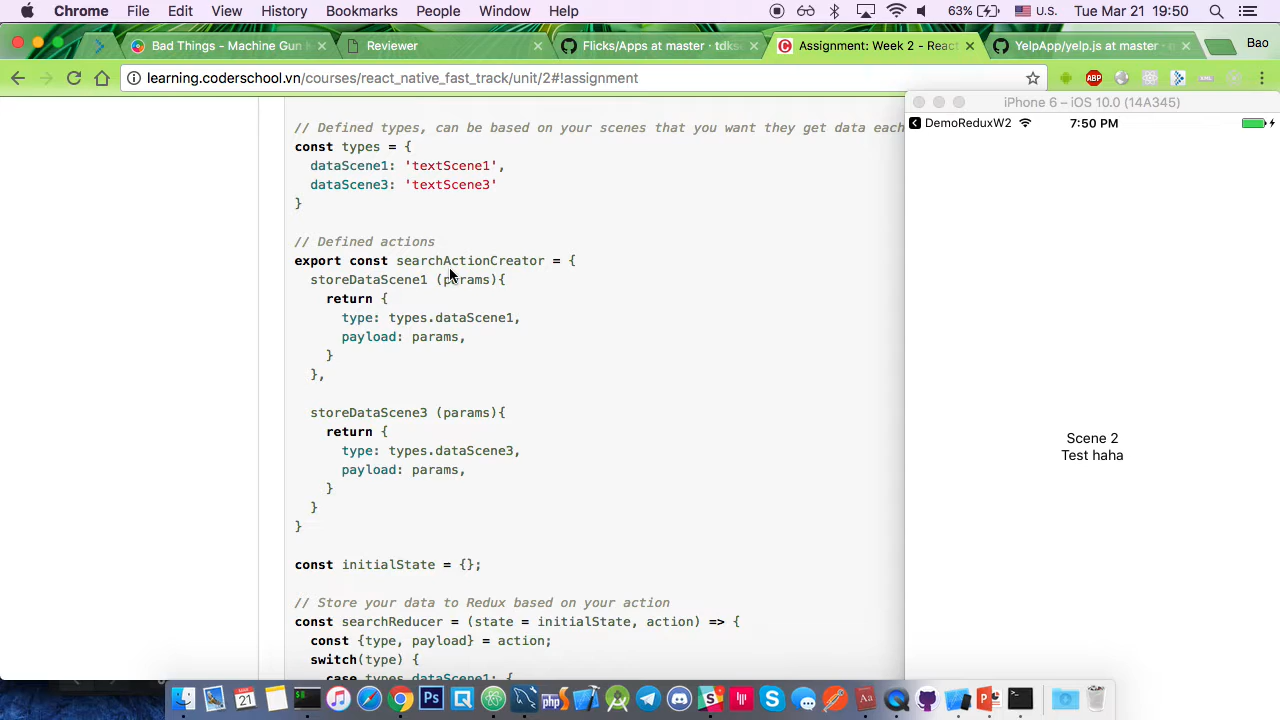 Chrome File Edit View History Bookmarks People Window Help 63% U.S. Tue Mar 21 19:50
Bad Things - Machine Gun Reviewer Flicks/Apps at master · tdks Assignment: Week 2 - React YelpApp/yelp.js at master · Bao
learning.coderschool.vn/courses/react_native_fast_track/unit/2#!assignment ABP
iPhone 6 – iOS 10.0 (14A345)
DemoReduxW2 7:50 PM
// Defined types, can be based on your scenes that you want they get data each
const types = {
dataScene1: 'textScene1',
dataScene3: 'textScene3'
}
// Defined actions
export const searchActionCreator = {
storeDataScene1 (params){
return {
type: types.dataScene1,
payload: params,
}
},
storeDataScene3 (params){
return {
type: types.dataScene3,
payload: params,
}
}
}
const initialState = {};
// Store your data to Redux based on your action
const searchReducer = (state = initialState, action) => {
const {type, payload} = action;
switch(type) {
case types.dataScene1: {
Scene 2
Test haha